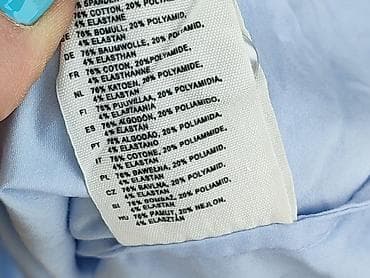 SPANDEX
76% COTTON, 20% POLYAMID,
4% ELASTAN
76% BOMULL, 20% POLYAMID,
4% ELASTAN
DE 76% BAUMWOLLE, 20% POLYAMID,
4% ELASTHAN
FR 76% COTON, 20% POLYAMIDE,
4% ELASTHANNE
NL 76% KATOEN, 20% POLYAMIDE,
4% ELASTAN
FI 76% PUUVILLAA, 20% POLYAMIDIA,
4% ELASTAANIA
ES 76% ALGODÓN, 20% POLIAMIDA,
4% ELASTANO
PT 76% ALGODÃO, 20% POLIAMIDA,
4% ELASTANO
IT 76% COTONE, 20% POLIAMMIDE,
4% ELASTAN
PL 76% BAWEŁNA, 20% POLIAMID,
4% ELASTAN
CZ 76% BAVLNA, 20% POLYAMID,
4% ELASTAN
SI 76% BOMBAŽ, 20% POLIAMID,
4% ELASTAN
HU 76% PAMUT, 20% NEJLON,
4% ELASZTÁN